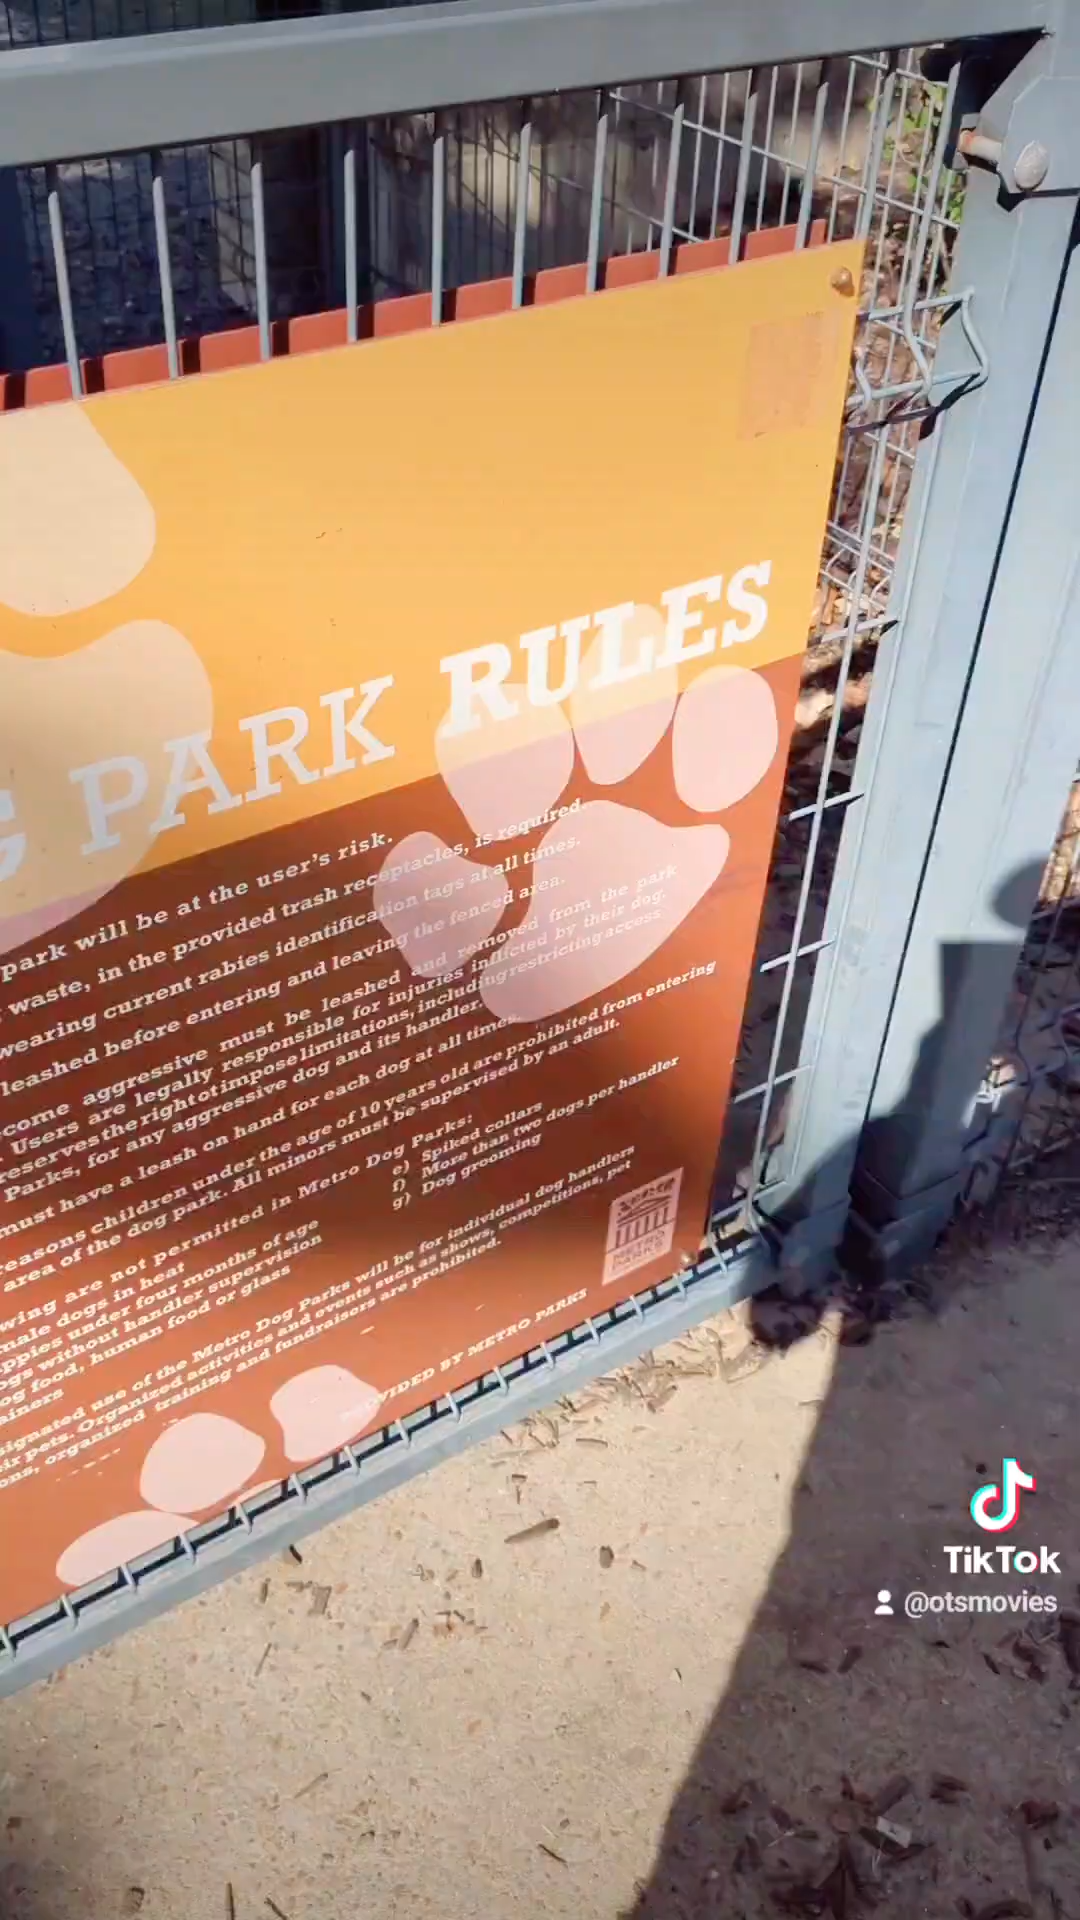 G PARK RULES
park will be at the user's risk.
waste, in the provided trash receptacles, is required.
wearing current rabies identification tags at all times.
leashed before entering and leaving the fenced area.
come aggressive must be leashed and removed from the park
. Users are legally responsible for injuries inflicted by their dog.
reserves the right to impose limitations, including restricting access
Parks, for any aggressive dog and its handler.
must have a leash on hand for each dog at all times.
reasons children under the age of 10 years old are prohibited from entering
area of the dog park. All minors must be supervised by an adult.
wing are not permitted in Metro Dog Parks:
male dogs in heat
ppies under four months of age
ogs without handler supervision
og food, human food or glass
ainers
e) Spiked collars
f) More than two dogs per handler
g) Dog grooming
signated use of the Metro Dog Parks will be for individual dog handlers
eir pets. Organized activities and events such as shows, competitions, pet
ons, organized training and fundraisors are prohibited.
METRO
PARKS
PROVIDED BY METRO PARKS
TikTok
@otsmovies